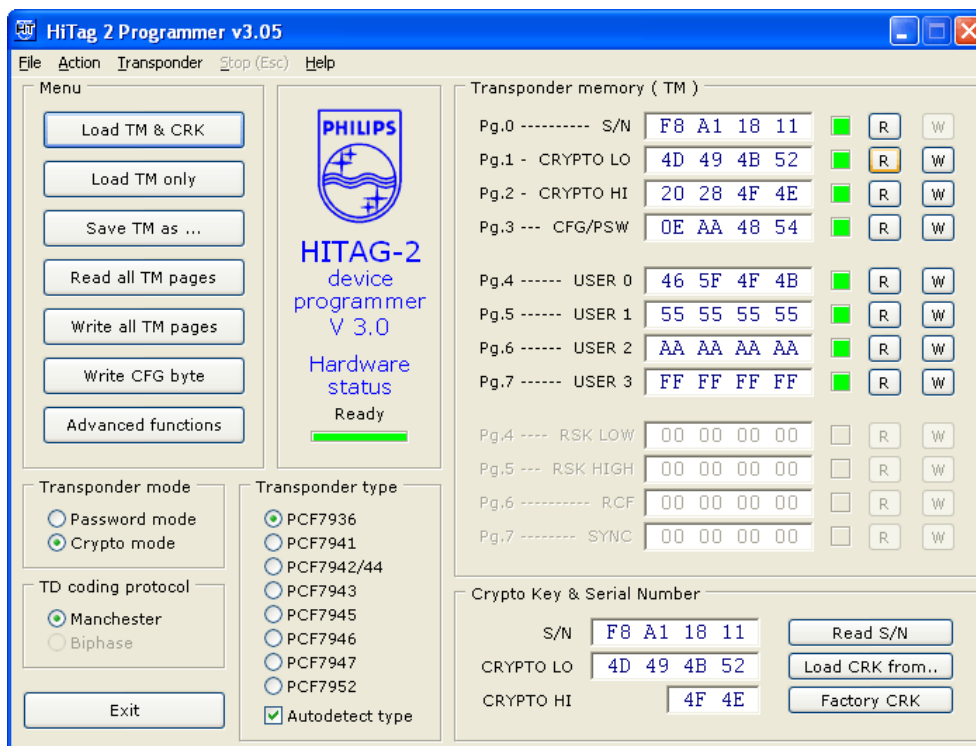 HiTag 2 Programmer v3.05
File Action Transponder Stop (Esc) Help
Menu
Load TM & CRK
Load TM only
Save TM as ...
Read all TM pages
Write all TM pages
Write CFG byte
Advanced functions
PHILIPS
HITAG-2
device
programmer
V 3.0
Hardware
status
Ready
Transponder memory ( TM )
Pg.0 ---------- S/N F8 A1 18 11 R W
Pg.1 - CRYPTO LO 4D 49 4B 52 R W
Pg.2 - CRYPTO HI 20 28 4F 4E R W
Pg.3 --- CFG/PSW 0E AA 48 54 R W
Pg.4 ------ USER 0 46 5F 4F 4B R W
Pg.5 ------ USER 1 55 55 55 55 R W
Pg.6 ------ USER 2 AA AA AA AA R W
Pg.7 ------ USER 3 FF FF FF FF R W
Pg.4 ---- RSK LOW 00 00 00 00 R W
Pg.5 --- RSK HIGH 00 00 00 00 R W
Pg.6 ---------- RCF 00 00 00 00 R W
Pg.7 -------- SYNC 00 00 00 00 R W
Transponder mode
Password mode
Crypto mode
TD coding protocol
Manchester
Biphase
Exit
Transponder type
PCF7936
PCF7941
PCF7942/44
PCF7943
PCF7945
PCF7946
PCF7947
PCF7952
Autodetect type
Crypto Key & Serial Number
S/N F8 A1 18 11 Read S/N
CRYPTO LO 4D 49 4B 52 Load CRK from..
CRYPTO HI 4F 4E Factory CRK